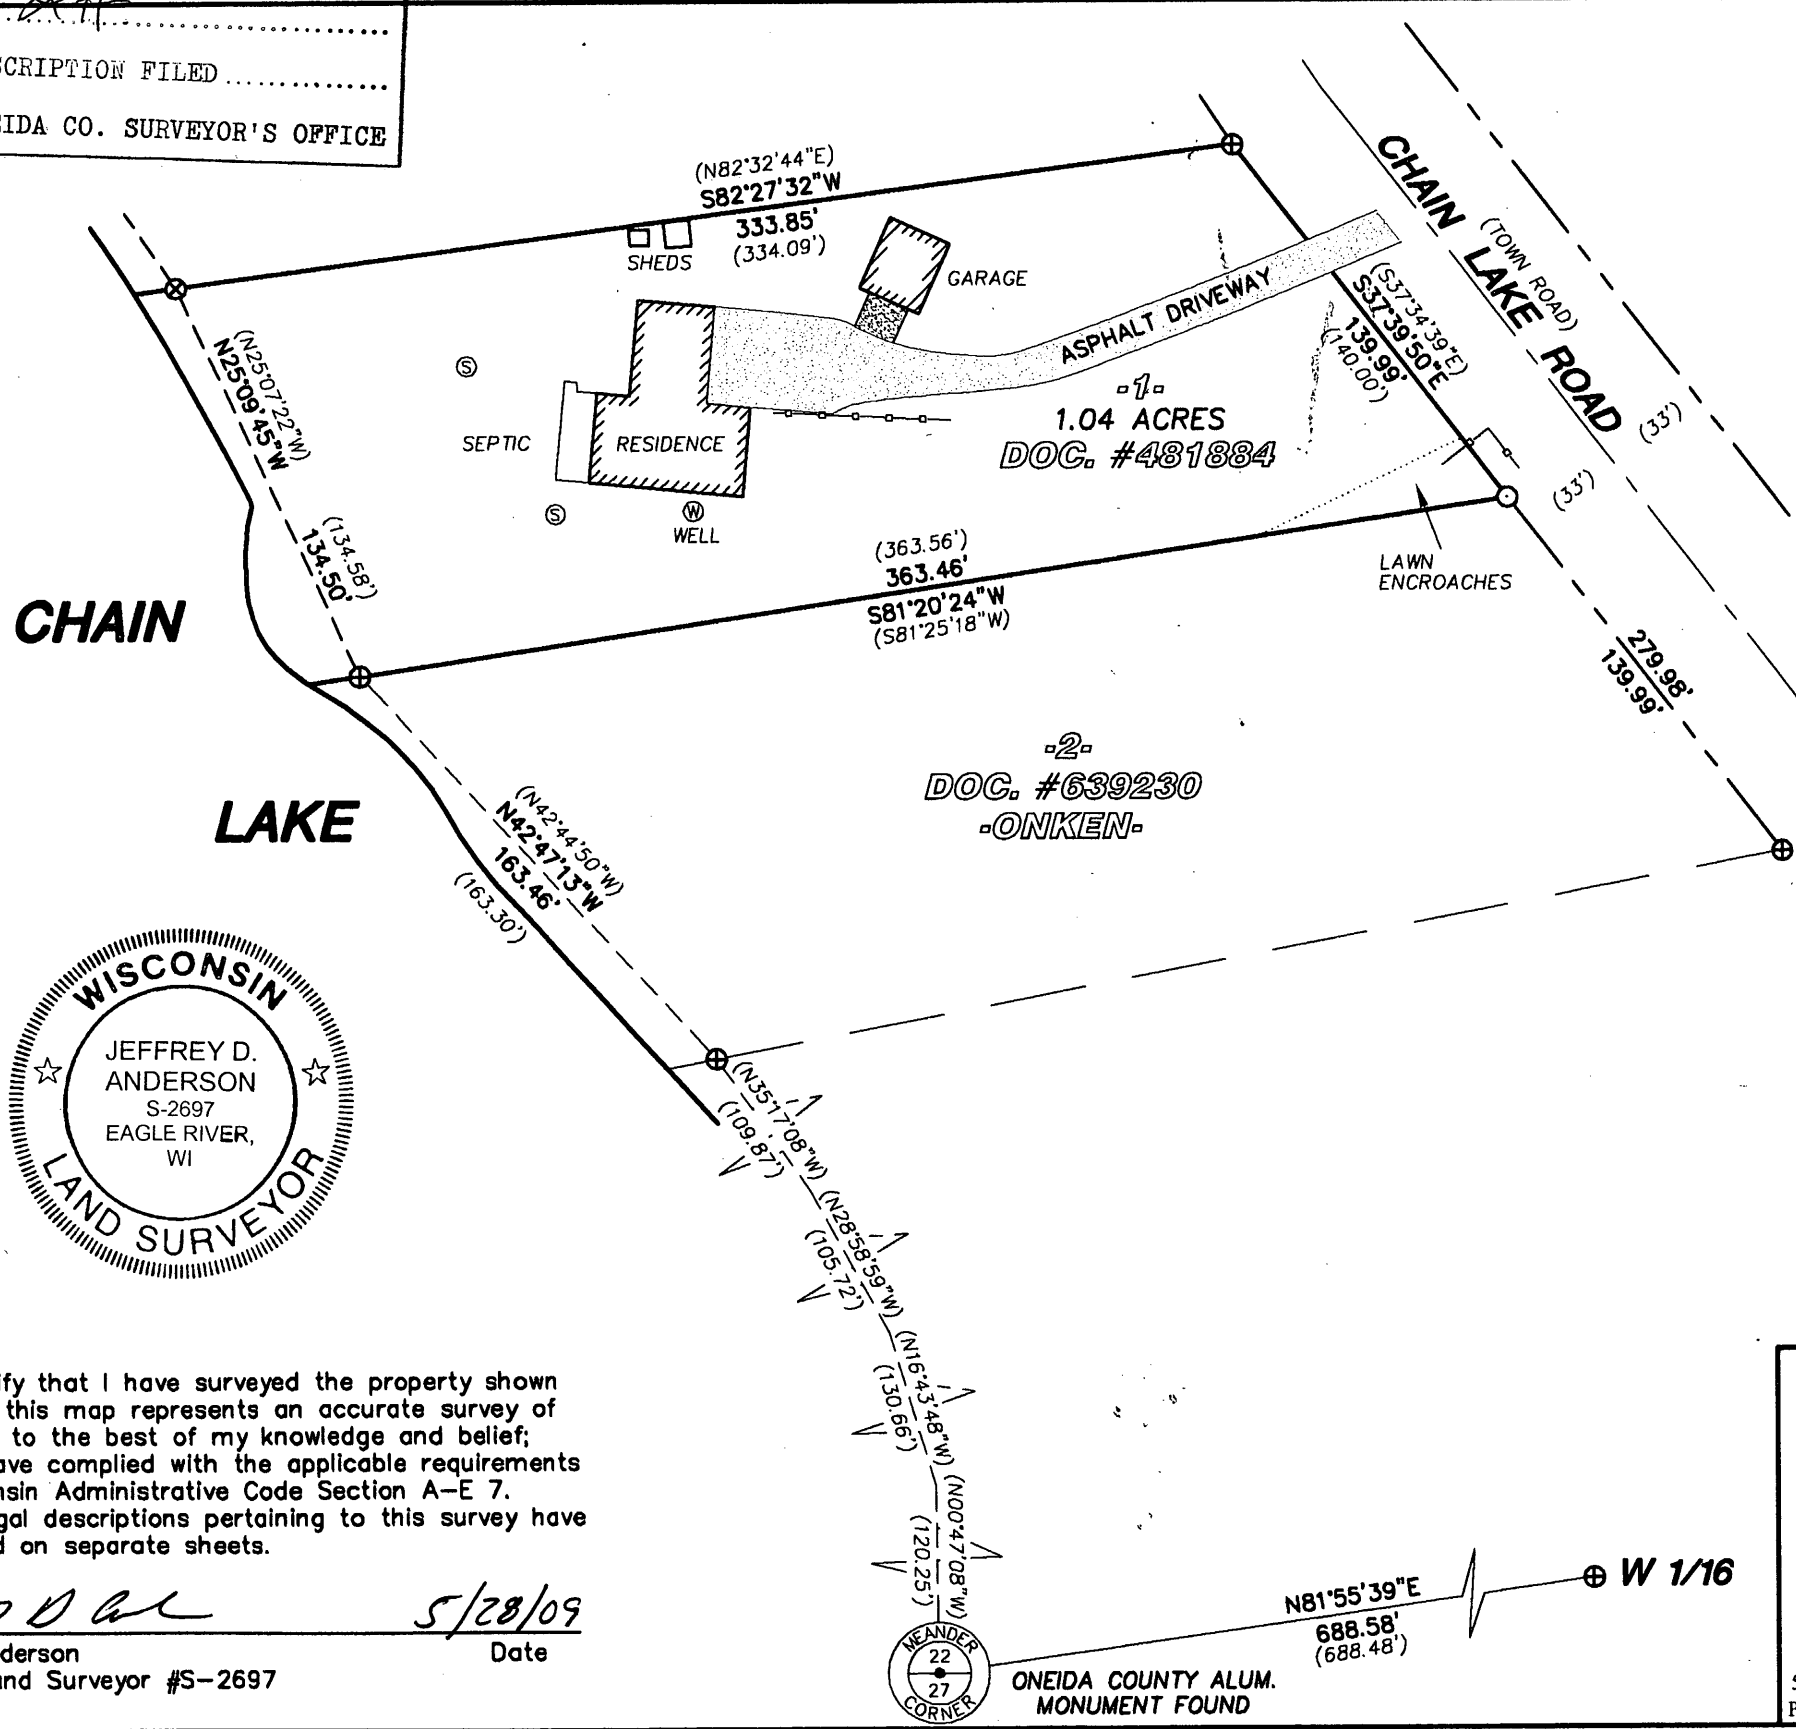 SCRIPTION FILED
EIDA CO. SURVEYOR'S OFFICE
(N82°32'44"E)
S82°27'32"W
333.85'
(334.09')
SHEDS
GARAGE
ASPHALT DRIVEWAY
CHAIN LAKE ROAD
(TOWN ROAD)
(S37°34'39"E)
S37°39'50"E
139.99'
(140.00')
(33')
(33')
(N25°07'22"W)
N25°09'45"W
(134.58')
134.50'
S
SEPTIC
RESIDENCE
S
W
WELL
-1-
1.04 ACRES
DOC. #481884
(363.56')
363.46'
S81°20'24"W
(S81°25'18"W)
LAWN
ENCROACHES
279.98'
139.99'
CHAIN
LAKE
-2-
DOC. #639230
-ONKEN-
(N42°44'50"W)
N42°47'13"W
163.46'
(163.30')
WISCONSIN
JEFFREY D.
ANDERSON
S-2697
EAGLE RIVER,
WI
LAND SURVEYOR
(N35°17'08"W)
(109.87')
(N28°58'59"W)
(105.72')
(N16°43'48"W)
(130.66')
(N00°47'08"W)
(120.25')
ify that I have surveyed the property shown
this map represents an accurate survey of
to the best of my knowledge and belief;
ave complied with the applicable requirements
nsin Administrative Code Section A-E 7.
gal descriptions pertaining to this survey have
d on separate sheets.
5/28/09
derson
Date
and Surveyor #S-2697
MEANDER
22
27
CORNER
ONEIDA COUNTY ALUM.
MONUMENT FOUND
N81°55'39"E
688.58'
(688.48')
W 1/16